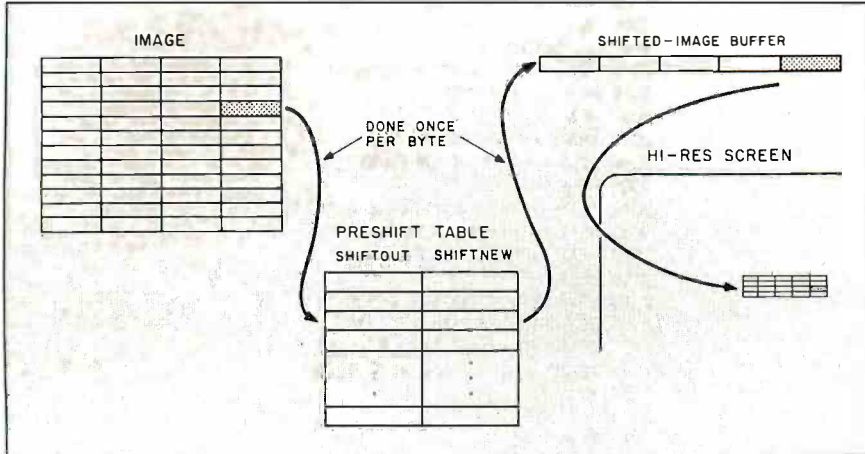 IMAGE
SHIFTED-IMAGE BUFFER
DONE ONCE
PER BYTE
HI-RES SCREEN
PRESHIFT TABLE
SHIFTOUT SHIFTNEW